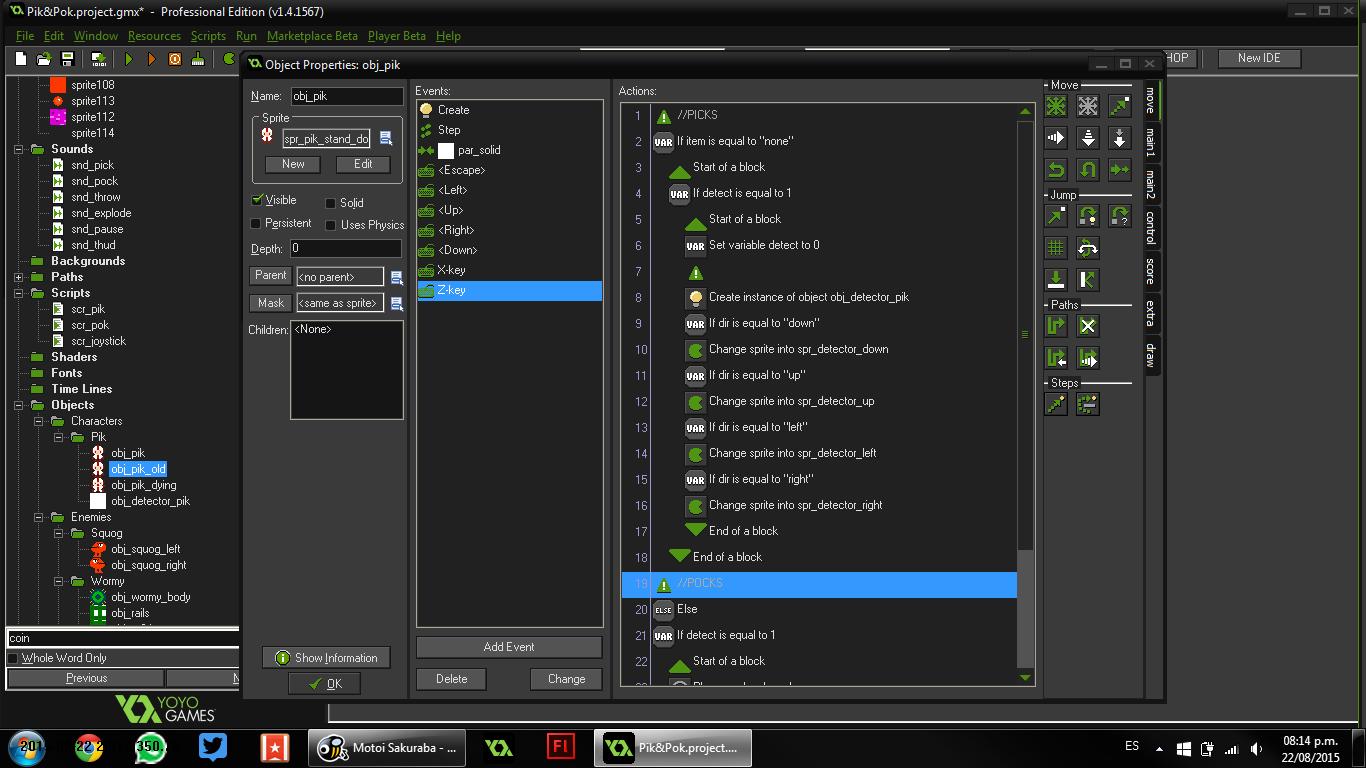 Pik&Pok.project.gmx* - Professional Edition (v1.4.1567)
File Edit Window Resources Scripts Run Marketplace Beta Player Beta Help
HOP
New IDE
sprite108
sprite113
sprite112
sprite114
Sounds
snd_pick
snd_pock
snd_throw
snd_explode
snd_pause
snd_thud
Backgrounds
Paths
Scripts
scr_pik
scr_pok
scr_joystick
Shaders
Fonts
Time Lines
Objects
Characters
Pik
obj_pik
obj_pik_old
obj_pik_dying
obj_detector_pik
Enemies
Squog
obj_squog_left
obj_squog_right
Wormy
obj_wormy_body
obj_rails
coin
Whole Word Only
Previous
N
YOYO GAMES™
Object Properties: obj_pik
Name: obj_pik
Sprite
spr_pik_stand_do
New
Edit
Visible
Solid
Persistent
Uses Physics
Depth: 0
Parent <no parent>
Mask <same as sprite>
Children: <None>
Show Information
OK
Events:
Create
Step
par_solid
<Escape>
<Left>
<Up>
<Right>
<Down>
X-key
Z-key
Add Event
Delete
Change
Actions:
1 //PICKS
2 VAR If item is equal to "none"
3 Start of a block
4 VAR If detect is equal to 1
5 Start of a block
6 VAR Set variable detect to 0
7
8 Create instance of object obj_detector_pik
9 VAR If dir is equal to "down"
10 Change sprite into spr_detector_down
11 VAR If dir is equal to "up"
12 Change sprite into spr_detector_up
13 VAR If dir is equal to "left"
14 Change sprite into spr_detector_left
15 VAR If dir is equal to "right"
16 Change sprite into spr_detector_right
17 End of a block
18 End of a block
19 //POCKS
20 ELSE Else
21 VAR If detect is equal to 1
22 Start of a block
Move
Jump
Paths
Steps
move
main1
main2
control
score
extra
draw
Motoi Sakuraba - ...
Fl
Pik&Pok.project....
ES
08:14 p.m.
22/08/2015